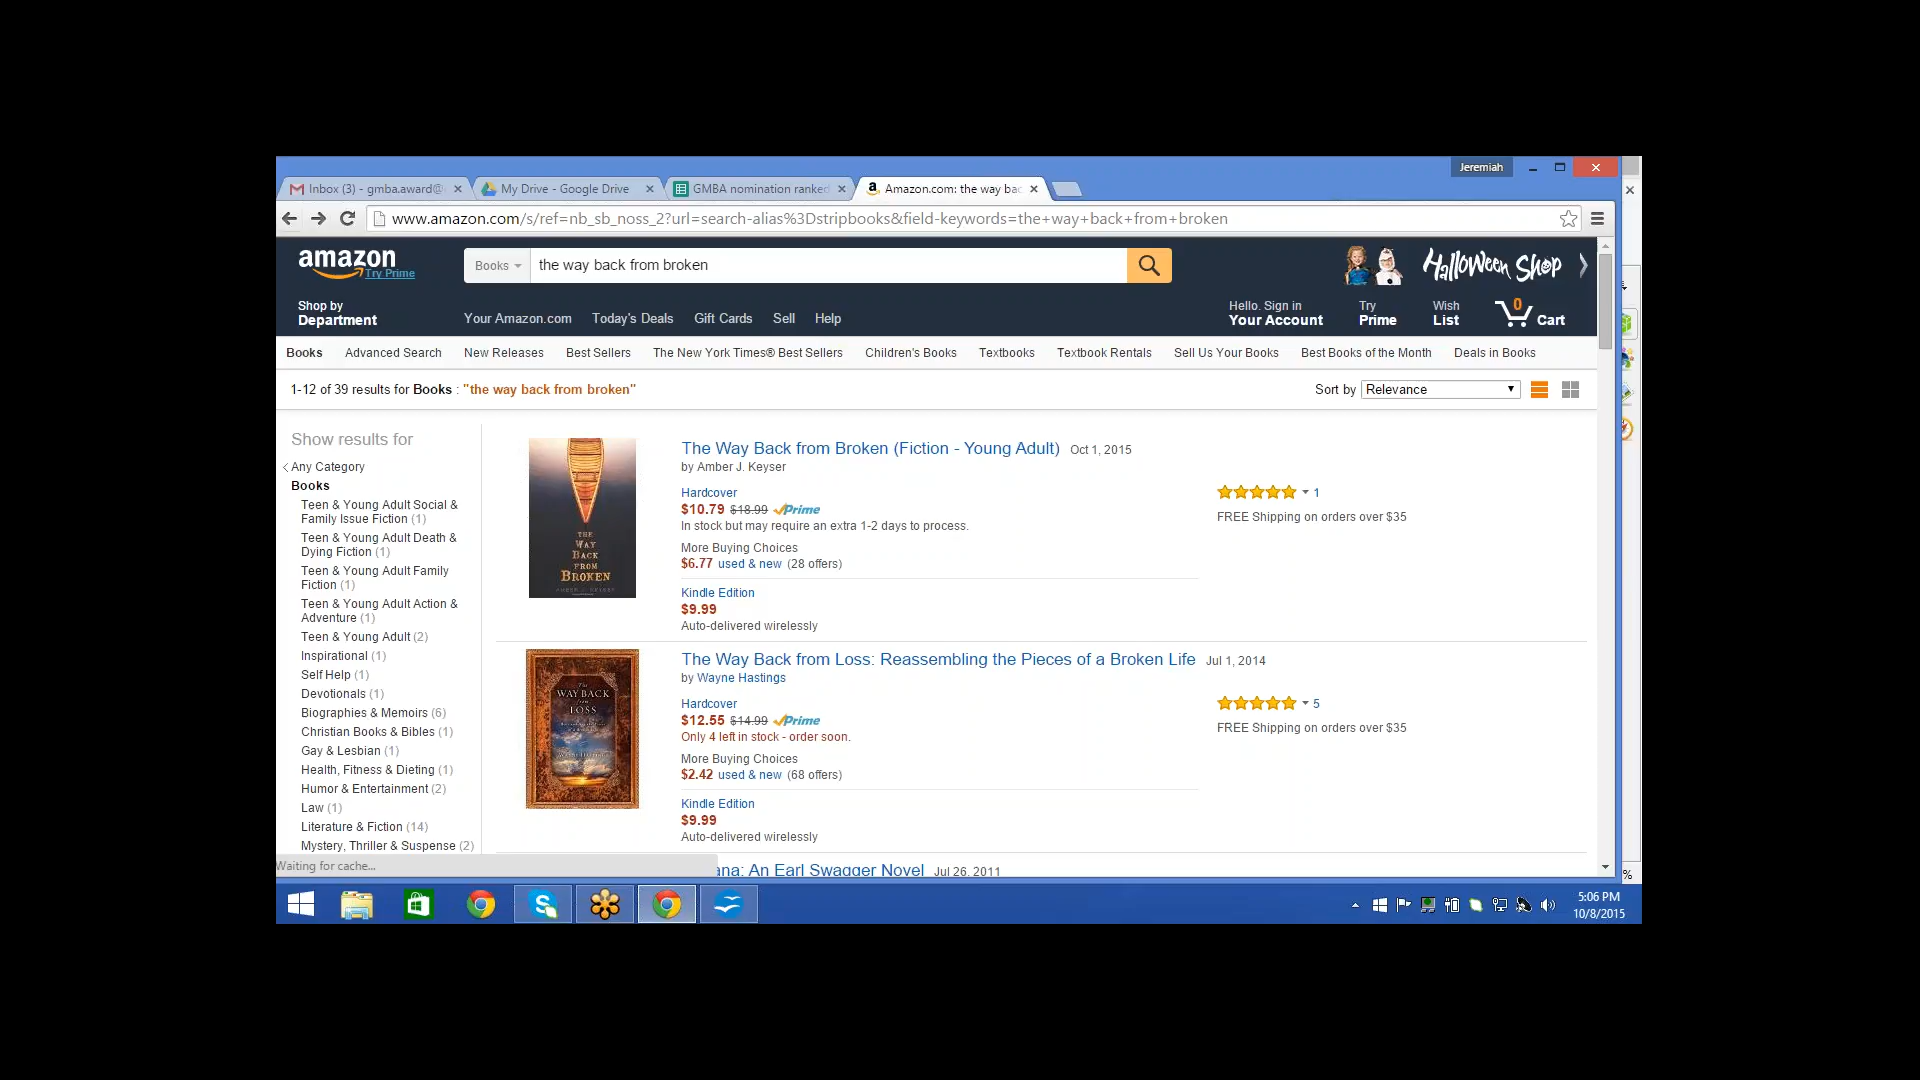 Jeremiah
Inbox (3) - gmba.award@
My Drive - Google Drive
GMBA nomination ranked
Amazon.com: the way bac
www.amazon.com/s/ref=nb_sb_noss_2?url=search-alias%3Dstripbooks&field-keywords=the+way+back+from+broken
amazon
Try Prime
Books
the way back from broken
Halloween Shop
Shop by
Department
Your Amazon.com
Today's Deals
Gift Cards
Sell
Help
Hello. Sign in
Your Account
Try
Prime
Wish
List
0
Cart
Books
Advanced Search
New Releases
Best Sellers
The New York Times® Best Sellers
Children's Books
Textbooks
Textbook Rentals
Sell Us Your Books
Best Books of the Month
Deals in Books
1-12 of 39 results for Books : "the way back from broken"
Sort by
Relevance
Show results for
Any Category
Books
Teen & Young Adult Social &
Family Issue Fiction (1)
Teen & Young Adult Death &
Dying Fiction (1)
Teen & Young Adult Family
Fiction (1)
Teen & Young Adult Action &
Adventure (1)
Teen & Young Adult (2)
Inspirational (1)
Self Help (1)
Devotionals (1)
Biographies & Memoirs (6)
Christian Books & Bibles (1)
Gay & Lesbian (1)
Health, Fitness & Dieting (1)
Humor & Entertainment (2)
Law (1)
Literature & Fiction (14)
Mystery, Thriller & Suspense (2)
THE
WAY
BACK
FROM
BROKEN
AMBER J. KEYSER
The Way Back from Broken (Fiction - Young Adult) Oct 1, 2015
by Amber J. Keyser
Hardcover
$10.79 $18.99 Prime
In stock but may require an extra 1-2 days to process.
More Buying Choices
$6.77 used & new (28 offers)
Kindle Edition
$9.99
Auto-delivered wirelessly
1
FREE Shipping on orders over $35
The
WAY BACK
from
LOSS
The Way Back from Loss: Reassembling the Pieces of a Broken Life Jul 1, 2014
by Wayne Hastings
Hardcover
$12.55 $14.99 Prime
Only 4 left in stock - order soon.
More Buying Choices
$2.42 used & new (68 offers)
Kindle Edition
$9.99
Auto-delivered wirelessly
5
FREE Shipping on orders over $35
ana: An Earl Swagger Novel Jul 26, 2011
Waiting for cache...
%
5:06 PM
10/8/2015